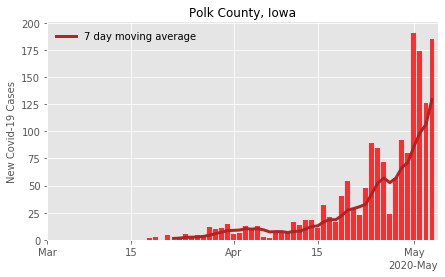 Polk County, Iowa
7 day moving average
New Covid-19 Cases
200
175
150
125
100
75
50
25
0
Mar
15
Apr
15
May
2020-May